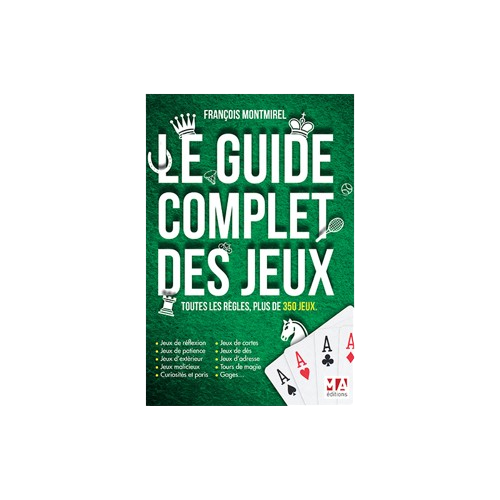 FRANÇOIS MONTMIREL
LE GUIDE
COMPLET
DES JEUX
TOUTES LES RÈGLES, PLUS DE 350 JEUX.
• Jeux de réflexion
• Jeux de patience
• Jeux d'extérieur
• Jeux malicieux
• Curiosités et paris
• Jeux de cartes
• Jeux de dés
• Jeux d'adresse
• Tours de magie
• Gages...
A
A
A
A
MA
éditions